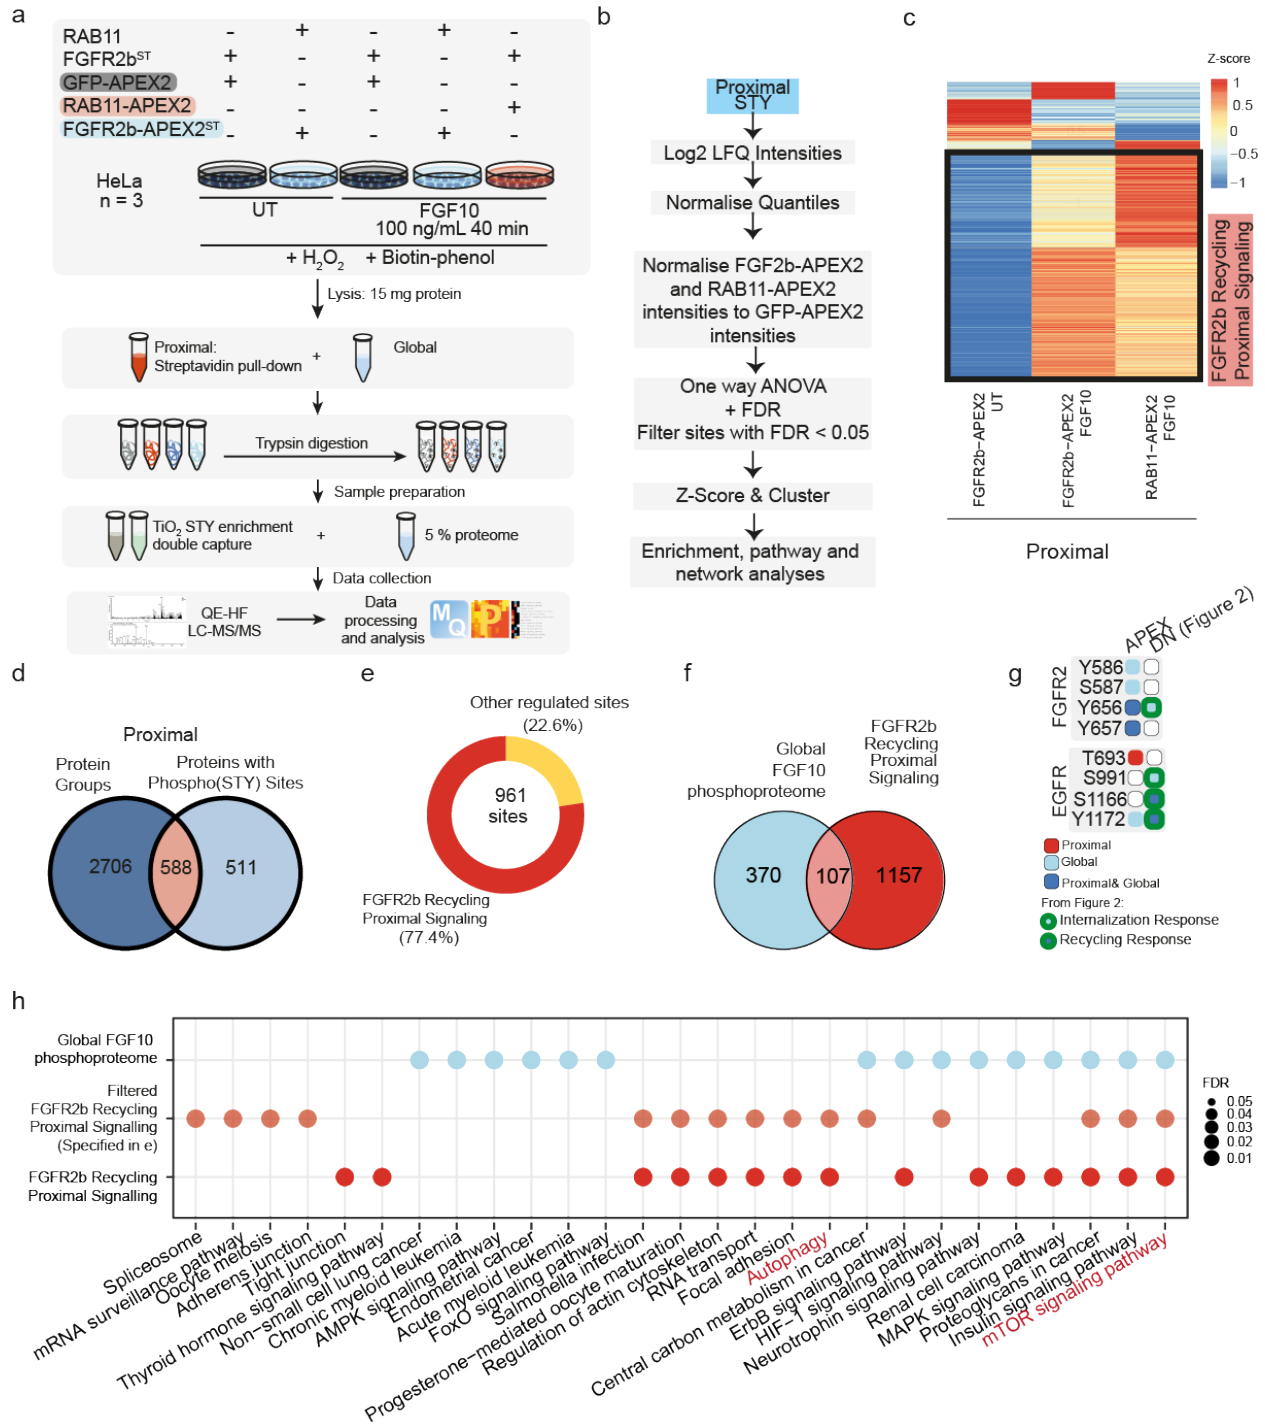 a
RAB11 - + - + -
FGFR2bST + - + - +
GFP-APEX2 + - + - -
RAB11-APEX2 - - - - +
FGFR2b-APEX2ST - + - + -
HeLa
n = 3
UT
FGF10
100 ng/mL 40 min
+ H2O2 + Biotin-phenol
Lysis: 15 mg protein
Proximal:
Streptavidin pull-down
+
Global
Trypsin digestion
Sample preparation
TiO2 STY enrichment
double capture
+
5 % proteome
Data collection
QE-HF
LC-MS/MS
Data
processing
and analysis
M
Q
P
b
Proximal
STY
Log2 LFQ Intensities
Normalise Quantiles
Normalise FGF2b-APEX2
and RAB11-APEX2
intensities to GFP-APEX2
intensities
One way ANOVA
+ FDR
Filter sites with FDR < 0.05
Z-Score & Cluster
Enrichment, pathway and
network analyses
c
Z-score
1
0.5
0
−0.5
−1
FGFR2b Recycling
Proximal Signaling
FGFR2b−APEX2
UT
FGFR2b−APEX2
FGF10
RAB11−APEX2
FGF10
Proximal
d
Proximal
Protein
Groups
Proteins with
Phospho(STY) Sites
2706
588
511
e
Other regulated sites
(22.6%)
961
sites
FGFR2b Recycling
Proximal Signaling
(77.4%)
f
Global
FGF10
phosphoproteome
FGFR2b
Recycling
Proximal
Signaling
370
107
1157
g
APEX
DN (Figure 2)
FGFR2
Y586
S587
Y656
Y657
EGFR
T693
S991
S1166
Y1172
Proximal
Global
Proximal& Global
From Figure 2:
Internalization Response
Recycling Response
h
Global FGF10
phosphoproteome
Filtered
FGFR2b Recycling
Proximal Signalling
(Specified in e)
FGFR2b Recycling
Proximal Signalling
FDR
0.05
0.04
0.03
0.02
0.01
Spliceosome
mRNA surveillance pathway
Oocyte meiosis
Adherens junction
Tight junction
Thyroid hormone signaling pathway
Non−small cell lung cancer
Chronic myeloid leukemia
AMPK signaling pathway
Endometrial cancer
Acute myeloid leukemia
FoxO signaling pathway
Salmonella infection
Progesterone−mediated oocyte maturation
Regulation of actin cytoskeleton
RNA transport
Focal adhesion
Autophagy
Central carbon metabolism in cancer
ErbB signaling pathway
HIF−1 signaling pathway
Neurotrophin signaling pathway
Renal cell carcinoma
MAPK signaling pathway
Proteoglycans in cancer
Insulin signaling pathway
mTOR signaling pathway